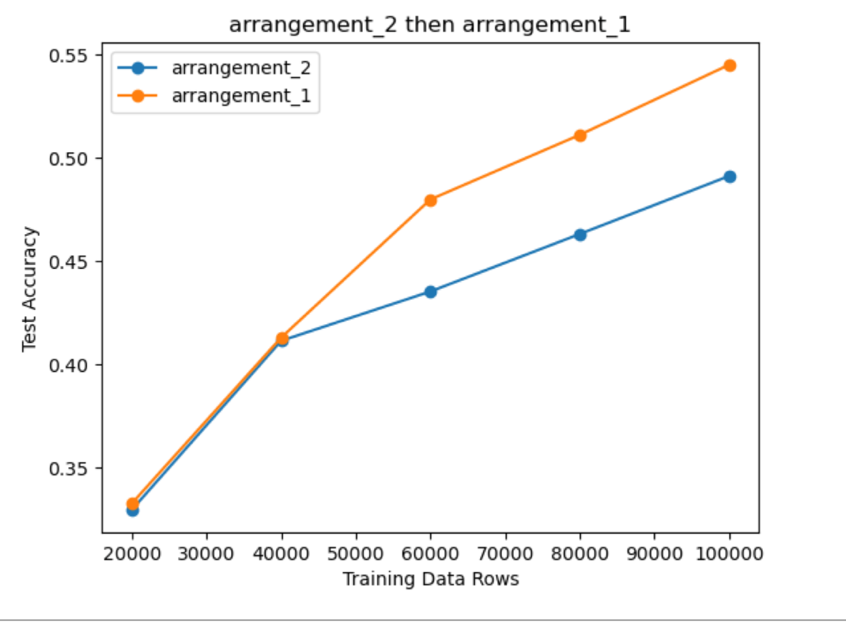 arrangement_2 then arrangement_1
arrangement_2
arrangement_1
0.55
0.50
0.45
0.40
0.35
Test Accuracy
20000 30000 40000 50000 60000 70000 80000 90000 100000
Training Data Rows